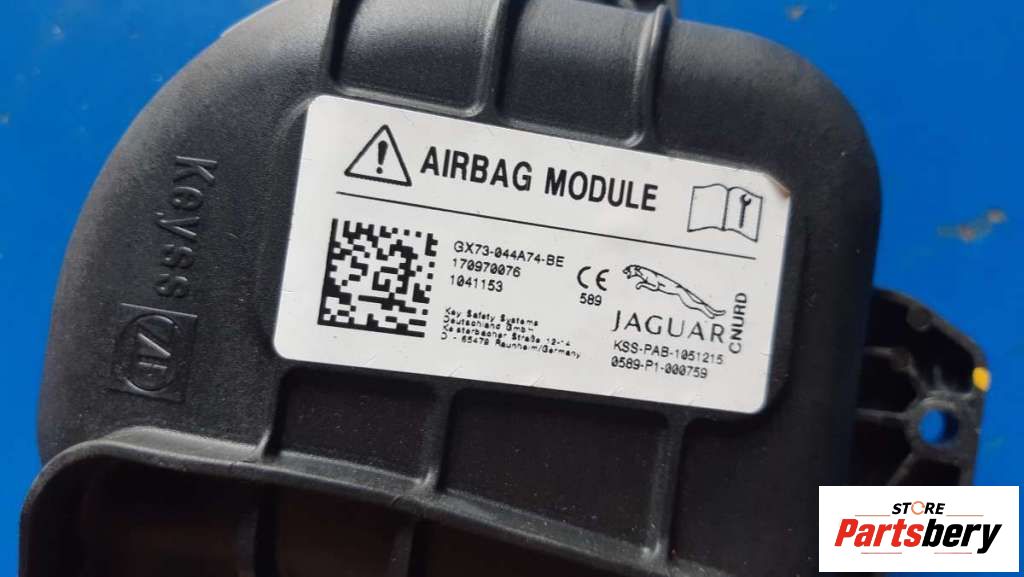 AIRBAG MODULE
GX73-044A74-BE
170970076
1041153
Key Safety Systems
Deutschland GmbH
Kelsterbacher Straße 12-14
D - 65479 Raunheim/Germany
CE
589
JAGUAR
CNURD
KSS-PAB-1051215
0589-P1-000759
Keyss
STORE
Partsbery